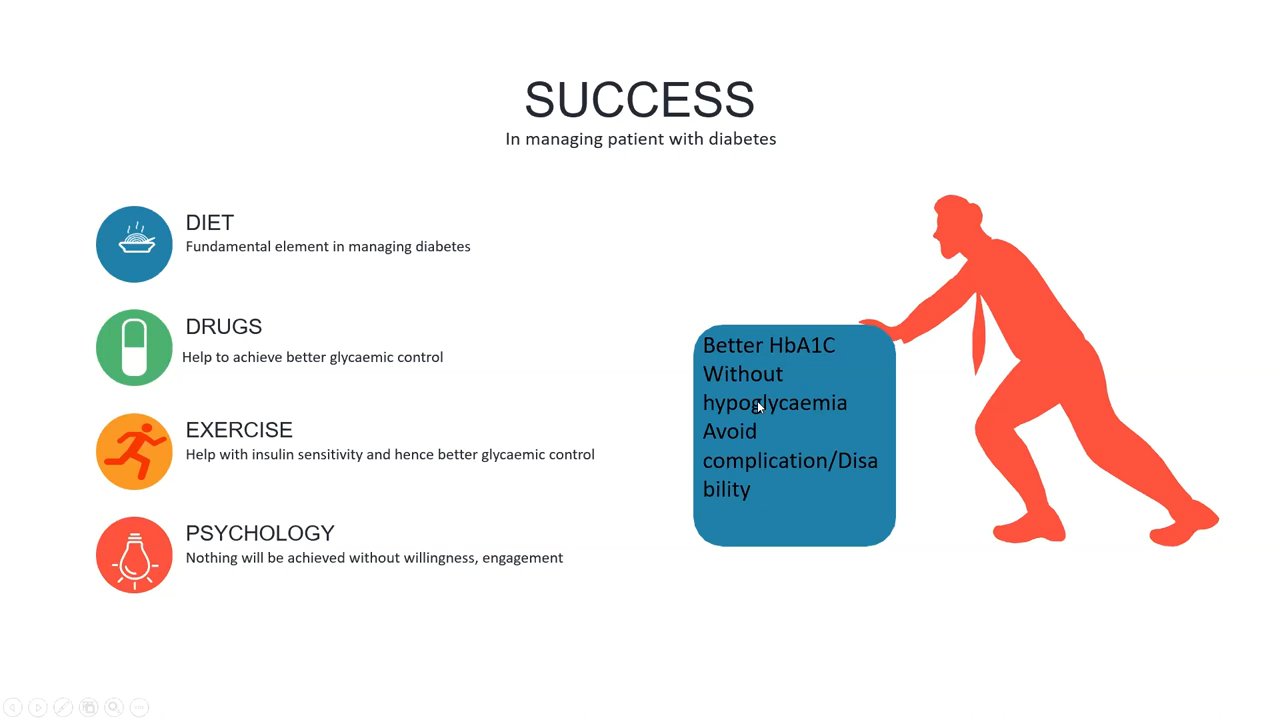 SUCCESS
In managing patient with diabetes
DIET
Fundamental element in managing diabetes
DRUGS
Help to achieve better glycaemic control
EXERCISE
Help with insulin sensitivity and hence better glycaemic control
PSYCHOLOGY
Nothing will be achieved without willingness, engagement
Better HbA1C
Without
hypoglycaemia
Avoid
complication/Disa
bility